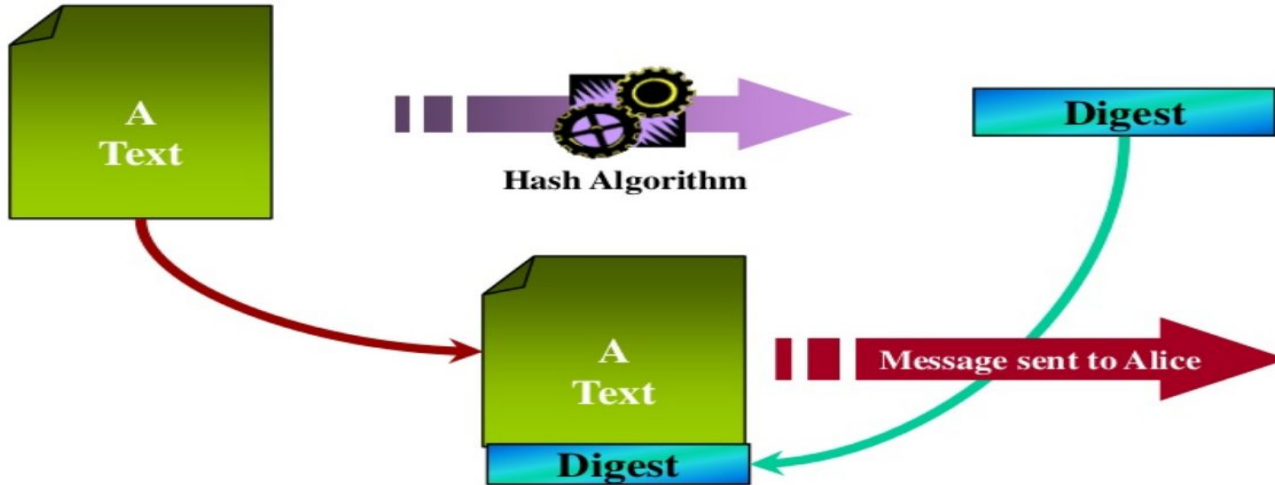 A
Text
Hash Algorithm
Digest
A
Text
Message sent to Alice
Digest